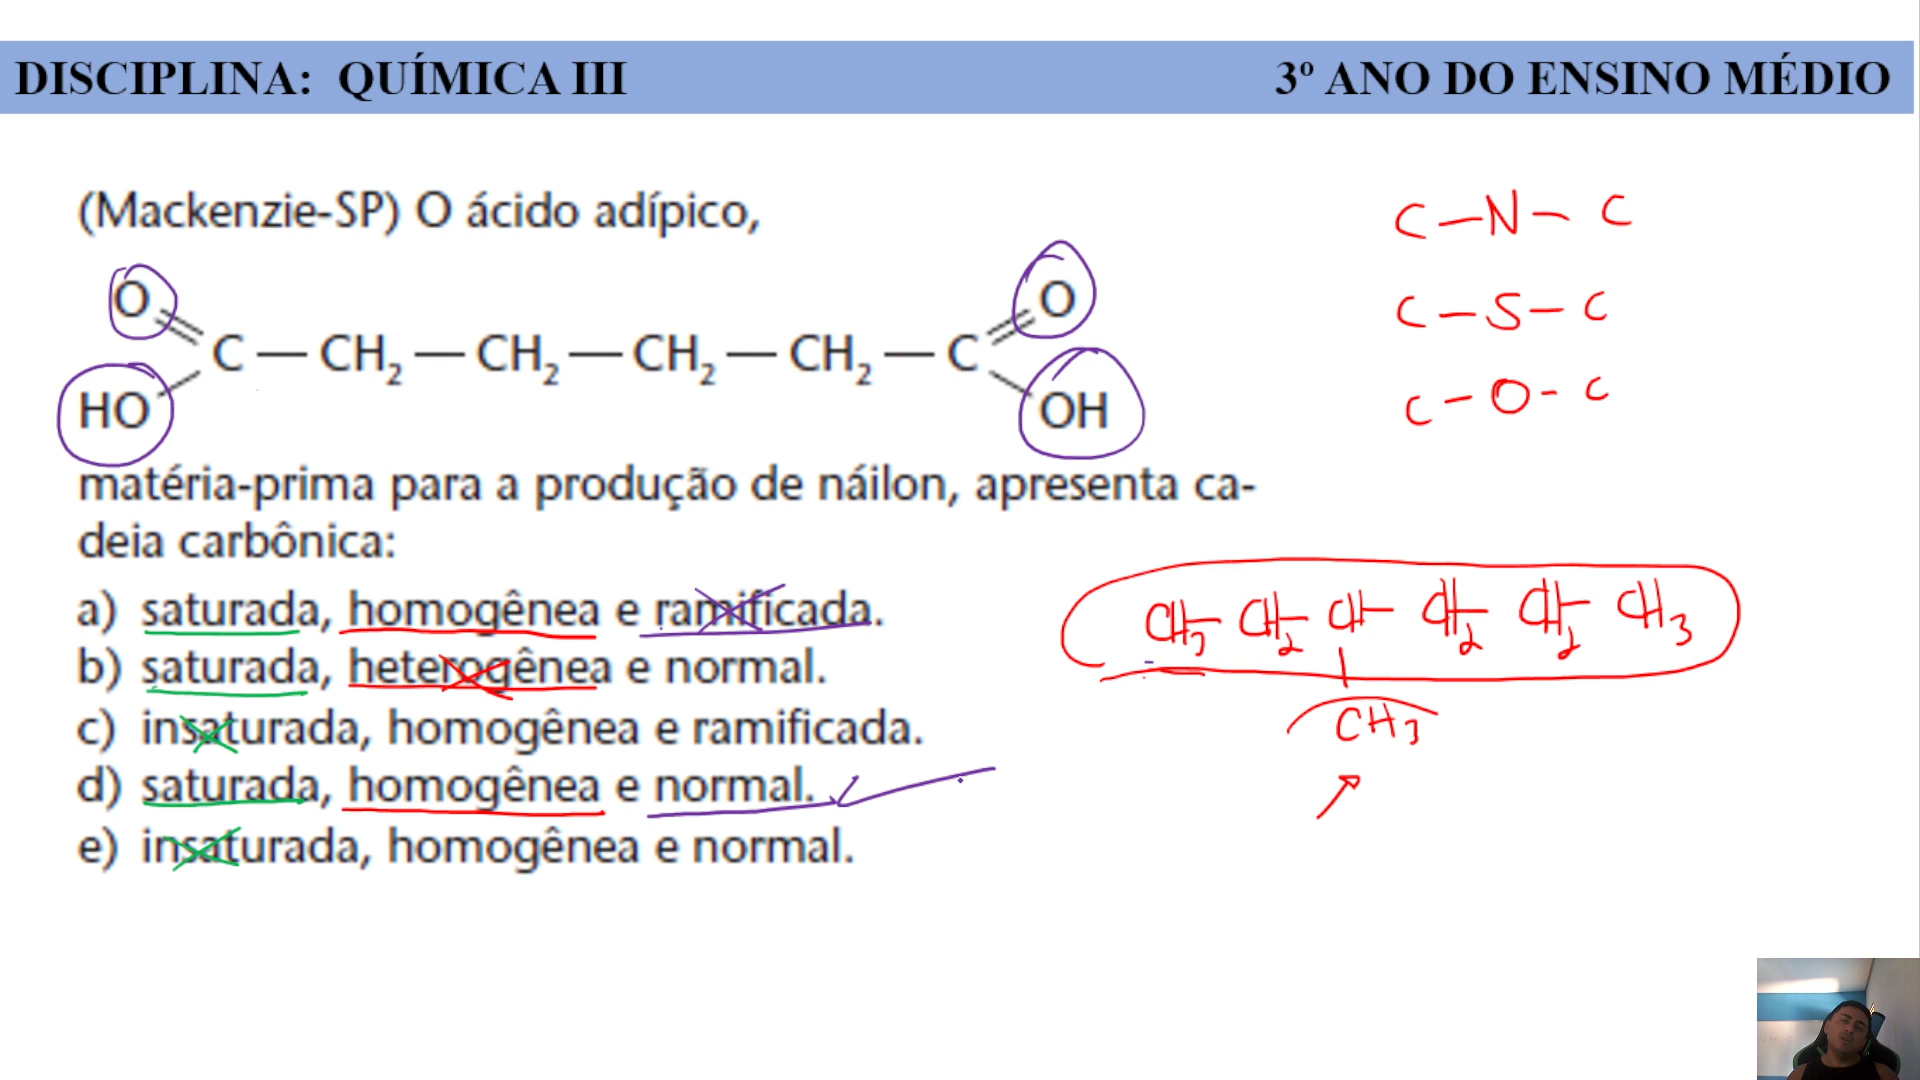 DISCIPLINA: QUÍMICA III
3º ANO DO ENSINO MÉDIO
(Mackenzie-SP) O ácido adípico,
O O
C — CH₂ — CH₂ — CH₂ — CH₂ — C
HO OH
matéria-prima para a produção de náilon, apresenta ca-
deia carbônica:
a) saturada, homogênea e ramificada.
b) saturada, heterogênea e normal.
c) insaturada, homogênea e ramificada.
d) saturada, homogênea e normal.
e) insaturada, homogênea e normal.
C — N — C
C — S — C
C — O — C
CH₃ — CH₂ — CH — CH₂ — CH₂ — CH₃
CH₃